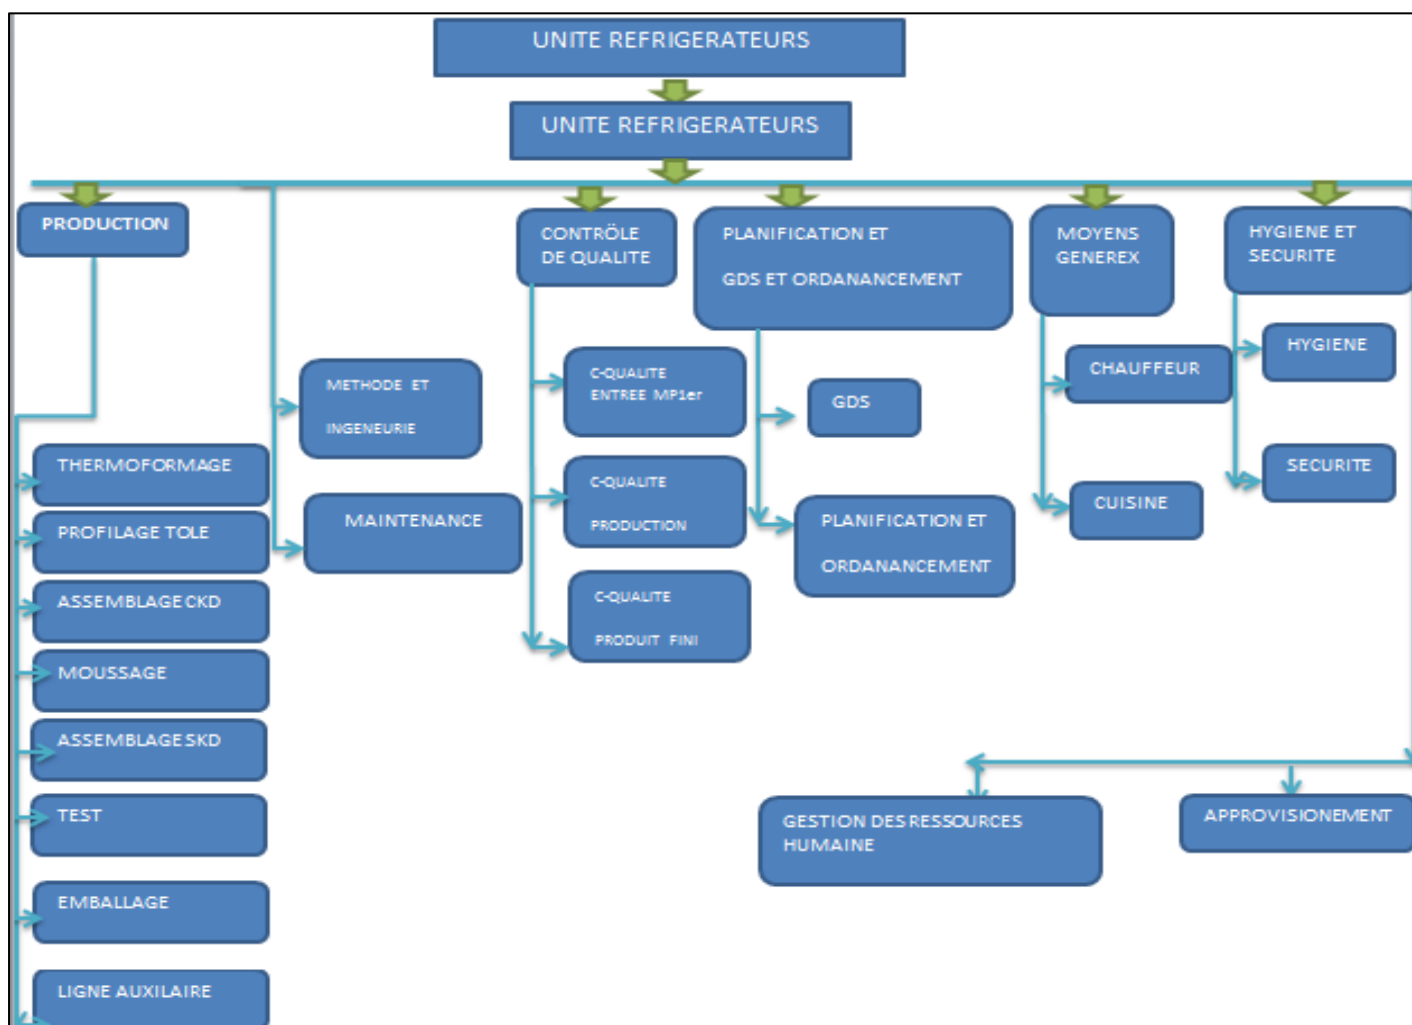 UNITE REFRIGERATEURS
UNITE REFRIGERATEURS
PRODUCTION
THERMOFORMAGE
PROFILAGE TOLE
ASSEMBLAGE CKD
MOUSSAGE
ASSEMBLAGE SKD
TEST
EMBALLAGE
LIGNE AUXILAIRE
METHODE ET
INGENEURIE
MAINTENANCE
CONTRÖLE
DE QUALITE
C-QUALITE
ENTREE MP1er
C-QUALITE
PRODUCTION
C-QUALITE
PRODUIT FINI
PLANIFICATION ET
GDS ET ORDANANCEMENT
GDS
PLANIFICATION ET
ORDANANCEMENT
MOYENS
GENEREX
CHAUFFEUR
CUISINE
HYGIENE ET
SECURITE
HYGIENE
SECURITE
GESTION DES RESSOURCES
HUMAINE
APPROVISIONEMENT